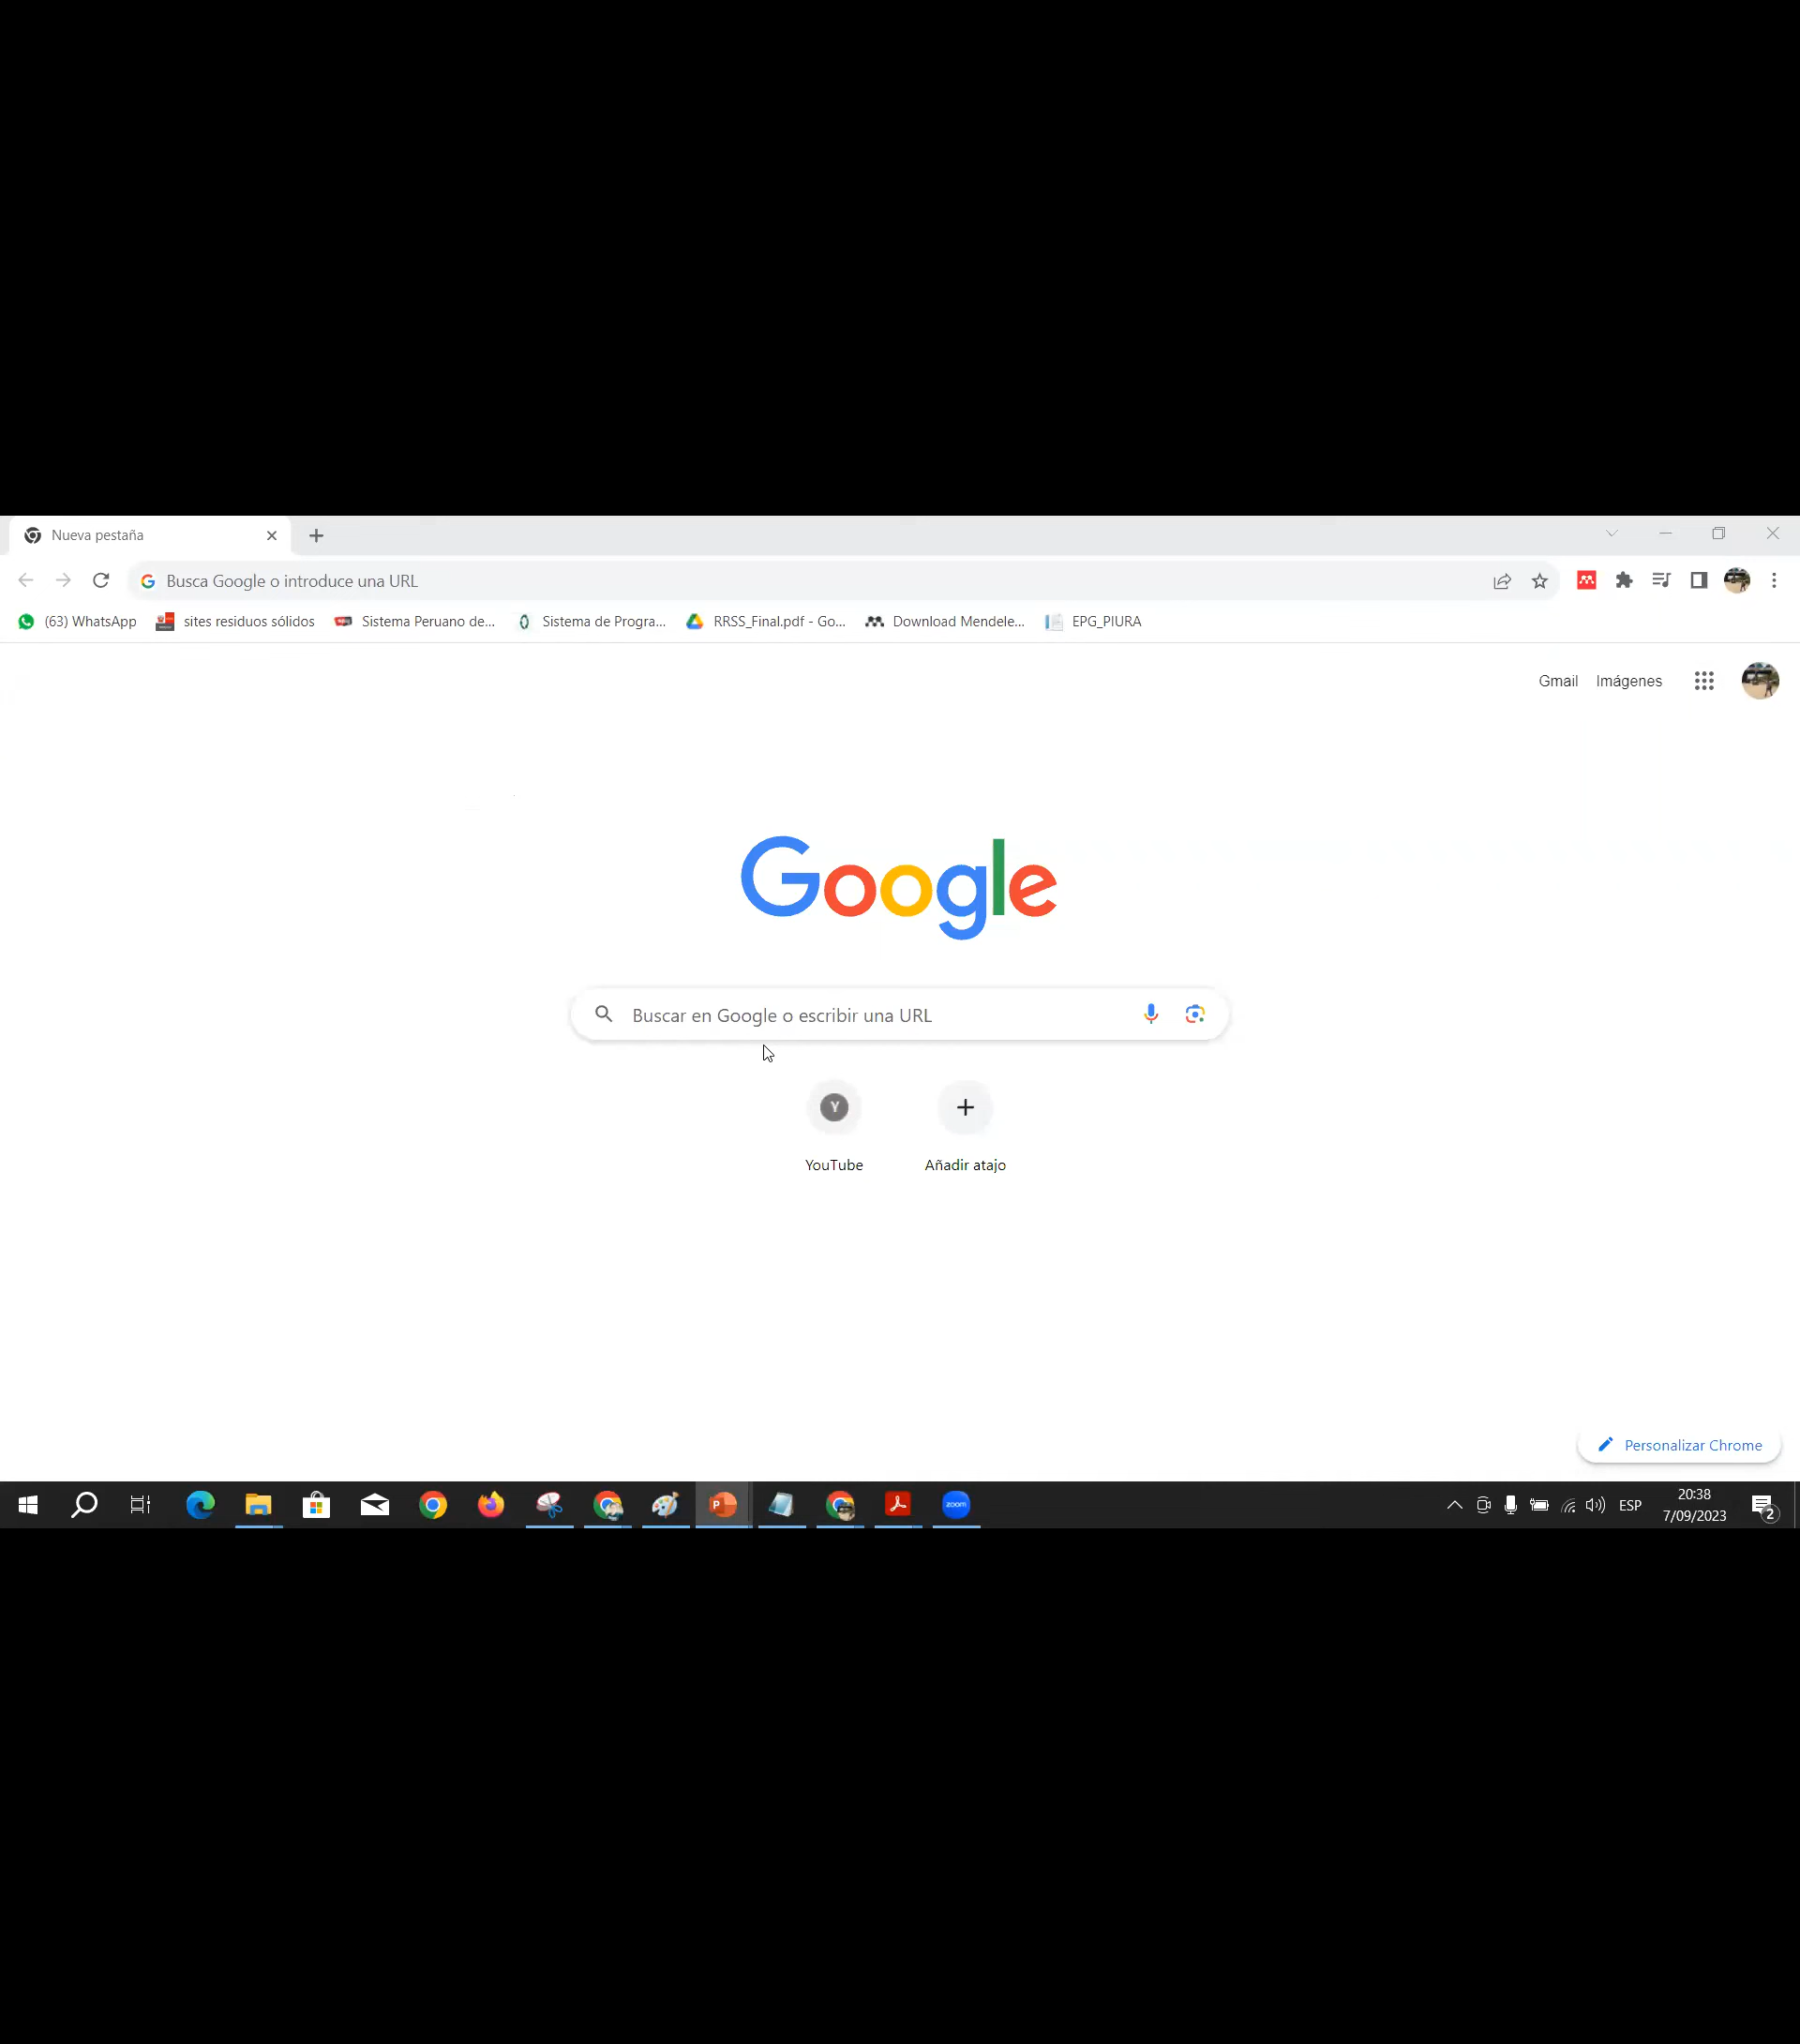 Nueva pestaña
Busca Google o introduce una URL
(63) WhatsApp sites residuos sólidos Sistema Peruano de... Sistema de Progra... RRSS_Final.pdf - Go... Download Mendele... EPG_PIURA
Gmail Imágenes
Google
Buscar en Google o escribir una URL
Y
YouTube Añadir atajo
Personalizar Chrome
P zoom ESP 20:38
7/09/2023 2